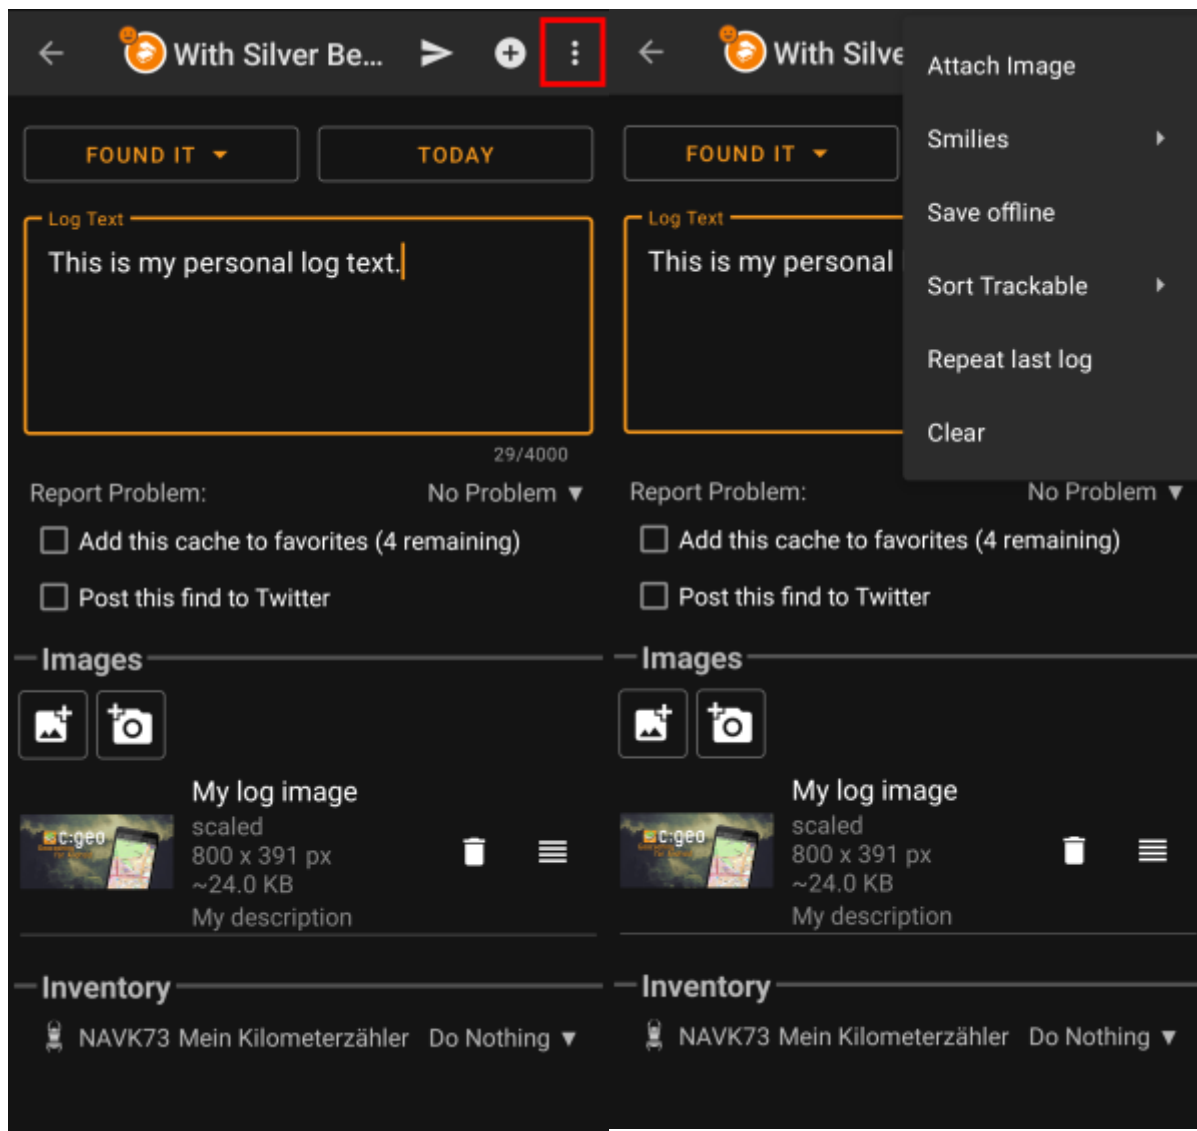 With Silver Be...
FOUND IT
TODAY
Log Text
This is my personal log text.
29/4000
Report Problem:
No Problem
Add this cache to favorites (4 remaining)
Post this find to Twitter
Images
c:geo
My log image
scaled
800 x 391 px
~24.0 KB
My description
Inventory
NAVK73 Mein Kilometerzähler
Do Nothing
With Silve
Attach Image
Smilies
Save offline
Sort Trackable
Repeat last log
Clear
FOUND IT
Log Text
This is my personal
Report Problem:
No Problem
Add this cache to favorites (4 remaining)
Post this find to Twitter
Images
c:geo
My log image
scaled
800 x 391 px
~24.0 KB
My description
Inventory
NAVK73 Mein Kilometerzähler
Do Nothing